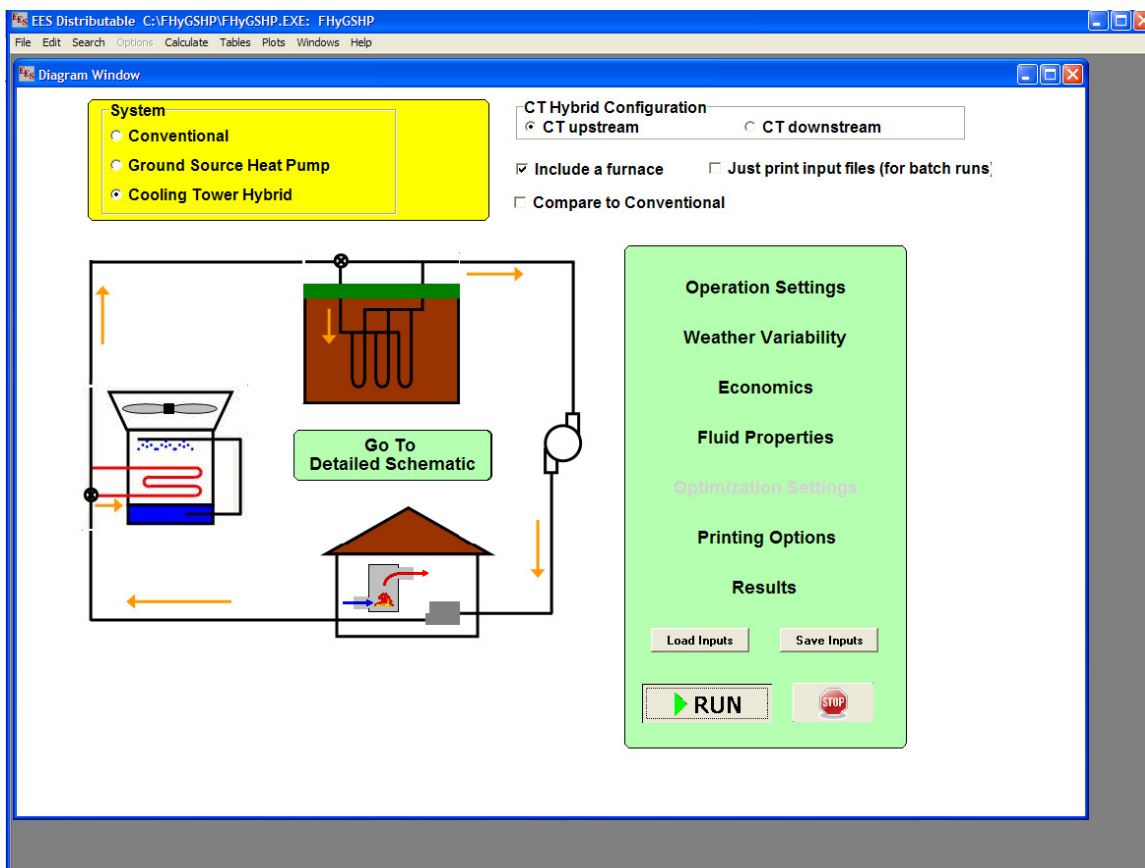 EES Distributable C:\FHyGSHP\FHyGSHP.EXE: FHyGSHP
File Edit Search Options Calculate Tables Plots Windows Help
Diagram Window
System
Conventional
Ground Source Heat Pump
Cooling Tower Hybrid
CT Hybrid Configuration
CT upstream CT downstream
Include a furnace Just print input files (for batch runs)
Compare to Conventional
Go To
Detailed Schematic
Operation Settings
Weather Variability
Economics
Fluid Properties
Optimization Settings
Printing Options
Results
Load Inputs Save Inputs
RUN STOP